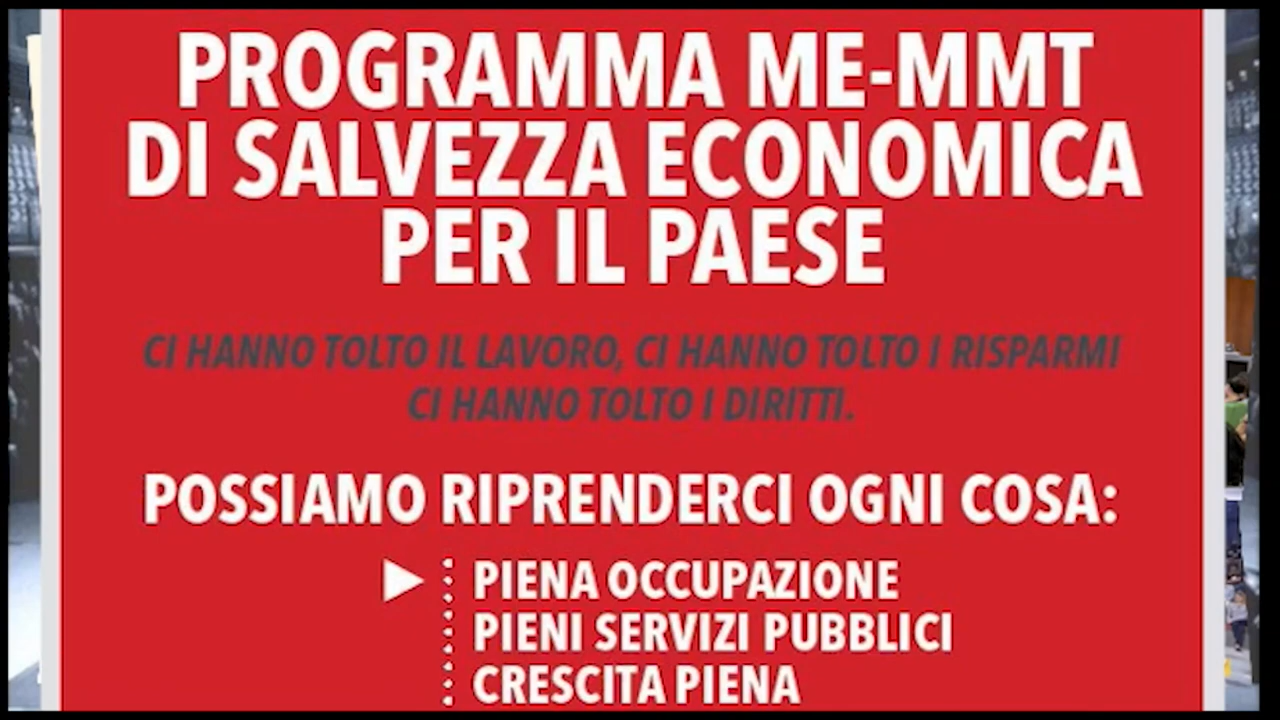 PROGRAMMA ME-MMT
DI SALVEZZA ECONOMICA
PER IL PAESE
CI HANNO TOLTO IL LAVORO, CI HANNO TOLTO I RISPARMI
CI HANNO TOLTO I DIRITTI.
POSSIAMO RIPRENDERCI OGNI COSA:
PIENA OCCUPAZIONE
PIENI SERVIZI PUBBLICI
CRESCITA PIENA